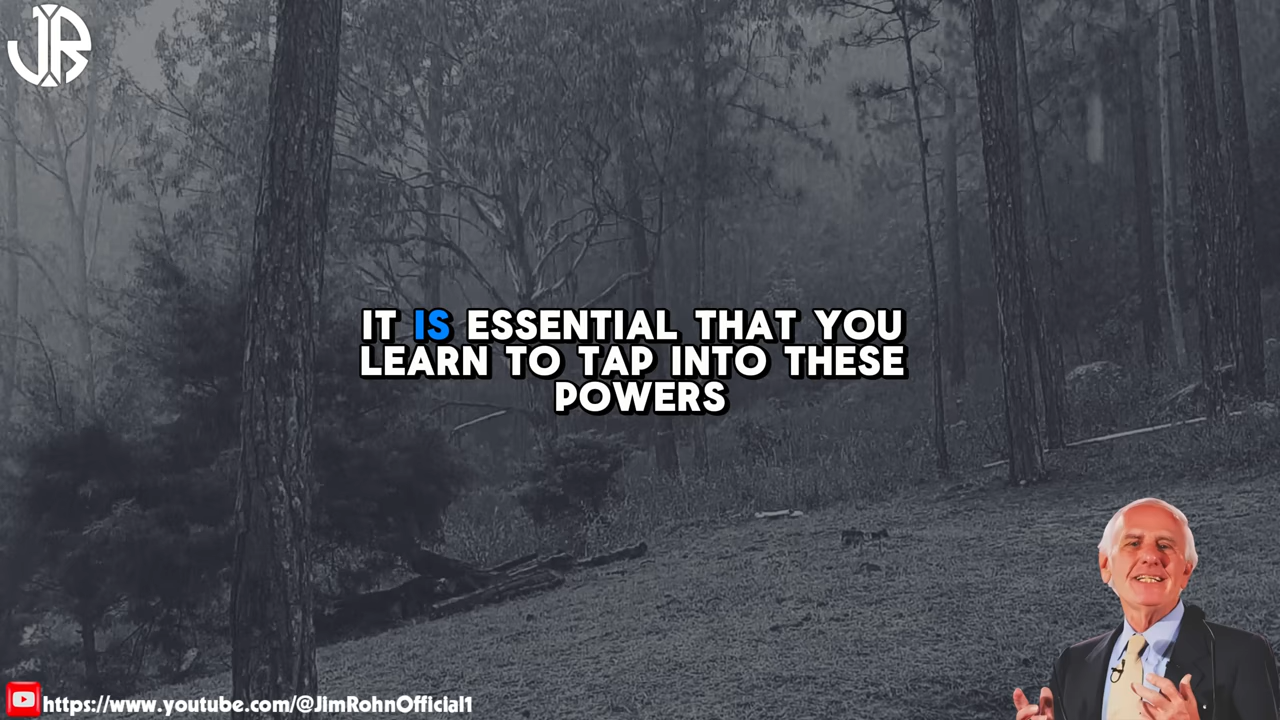 JR
IT IS ESSENTIAL THAT YOU
LEARN TO TAP INTO THESE
POWERS
https://www.youtube.com/@JimRohnOfficial1